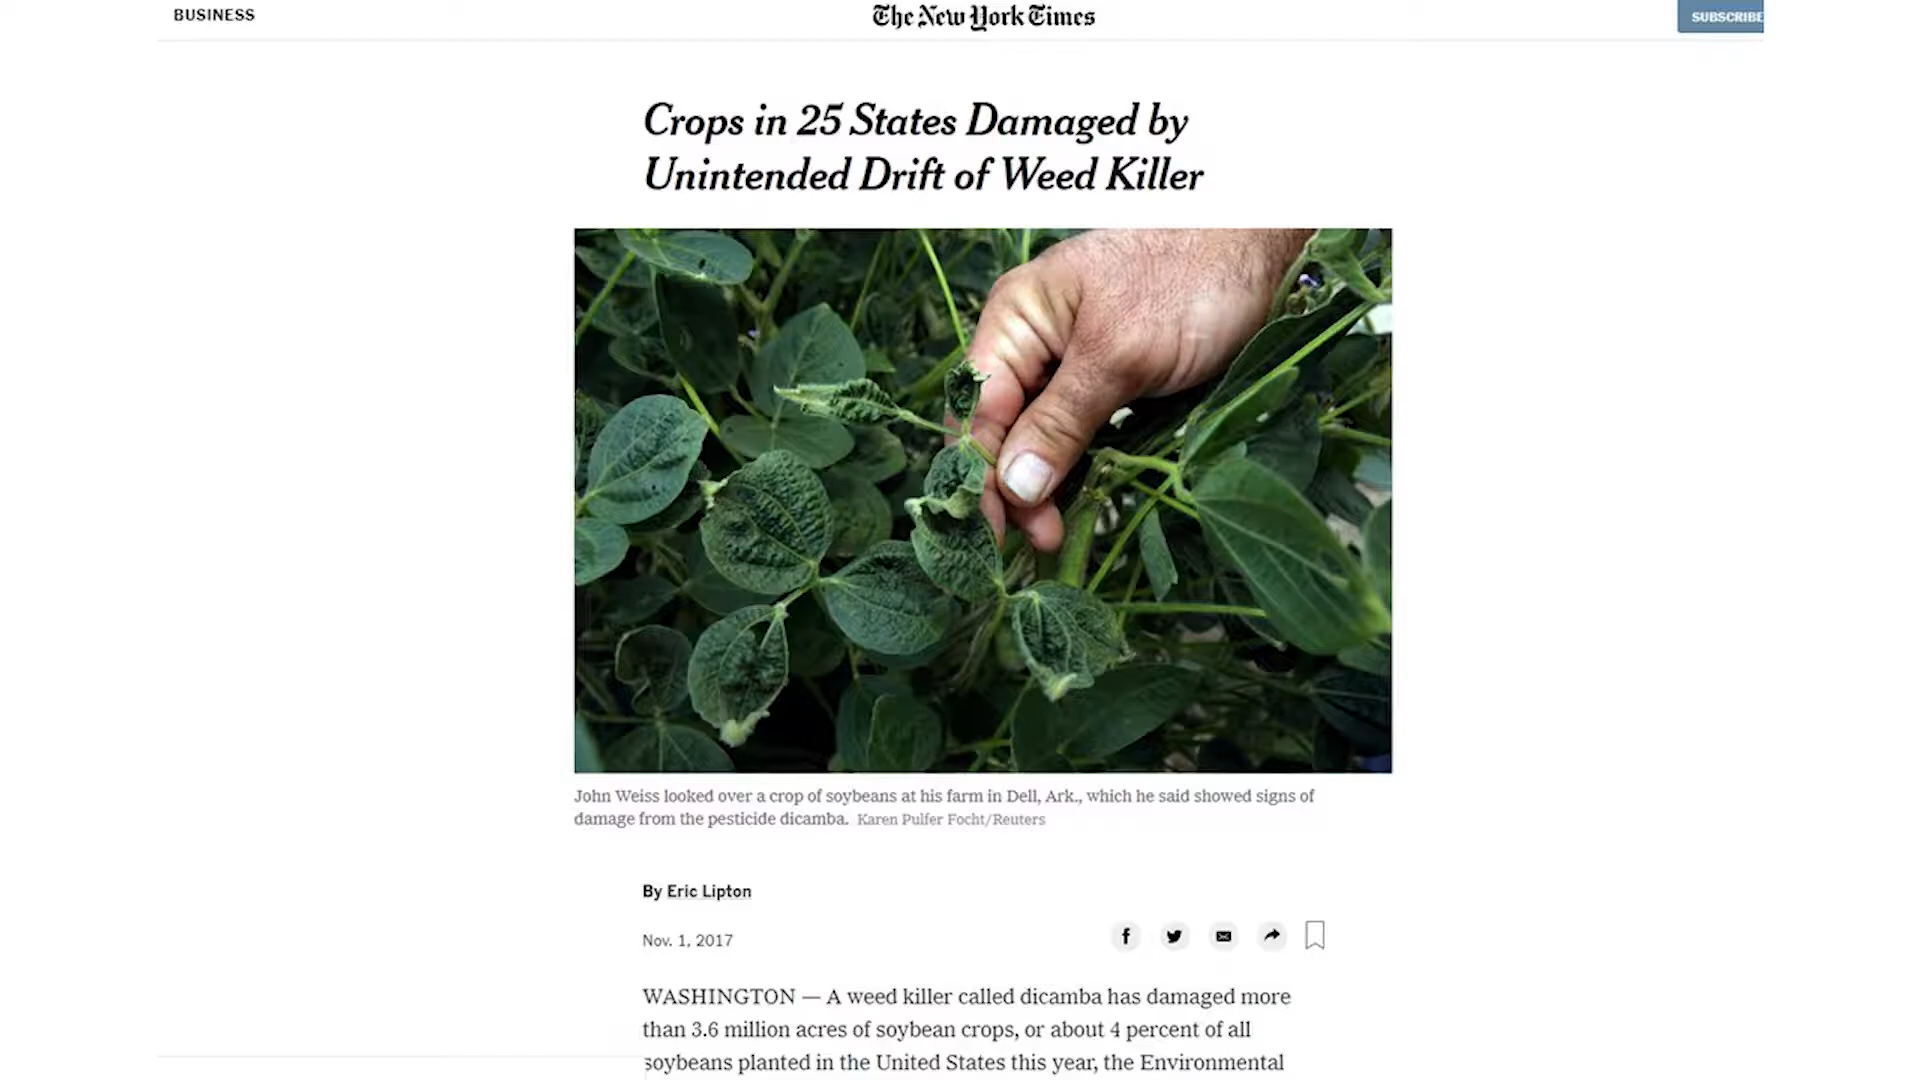 BUSINESS
The New York Times
SUBSCRIBE
Crops in 25 States Damaged by
Unintended Drift of Weed Killer
John Weiss looked over a crop of soybeans at his farm in Dell, Ark., which he said showed signs of
damage from the pesticide dicamba. Karen Pulfer Focht/Reuters
By Eric Lipton
Nov. 1, 2017
WASHINGTON — A weed killer called dicamba has damaged more
than 3.6 million acres of soybean crops, or about 4 percent of all
soybeans planted in the United States this year, the Environmental